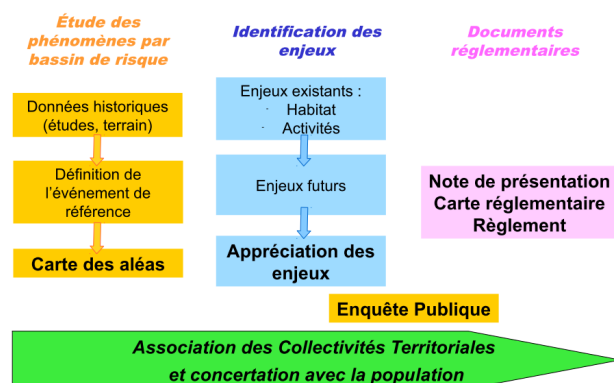 Étude des
phénomènes par
bassin de risque
Données historiques
(études, terrain)
Définition de
l'événement de
référence
Carte des aléas
Identification des
enjeux
Enjeux existants :
· Habitat
· Activités
Enjeux futurs
Appréciation des
enjeux
Documents
réglementaires
Note de présentation
Carte réglementaire
Règlement
Enquête Publique
Association des Collectivités Territoriales
et concertation avec la population